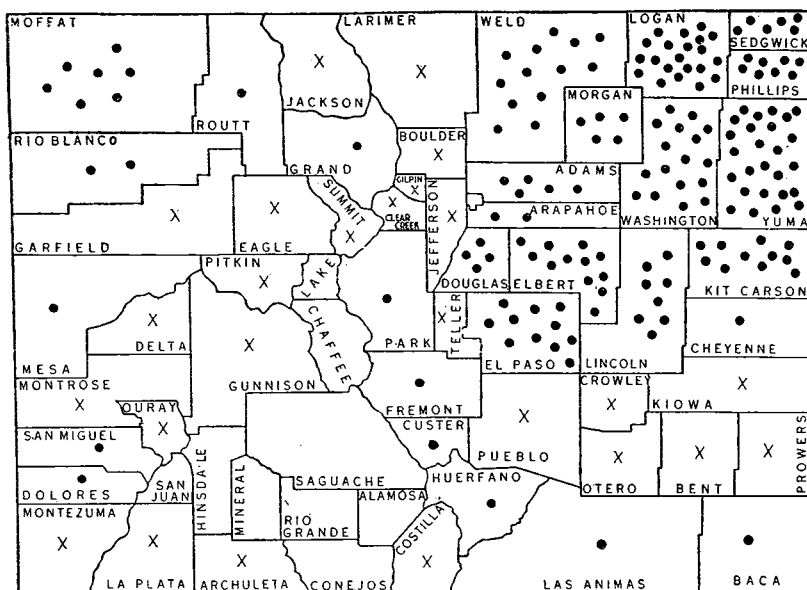 MOFFAT
LARIMER
WELD
LOGAN
SEDGWICK
JACKSON
PHILLIPS
ROUTT
MORGAN
RIO BLANCO
BOULDER
GRAND
GILPIN
ADAMS
SUMMIT
CLEAR
CREEK
JEFFERSON
ARAPAHOE
WASHINGTON
YUMA
GARFIELD
EAGLE
PITKIN
LAKE
DOUGLAS
ELBERT
KIT CARSON
CHAFFEE
PARK
TELLER
DELTA
MESA
GUNNISON
EL PASO
LINCOLN
CHEYENNE
MONTROSE
CROWLEY
OURAY
FREMONT
KIOWA
SAN MIGUEL
CUSTER
PUEBLO
PROWERS
DOLORES
SAN
JUAN
HINSDALE
MINERAL
SAGUACHE
HUERFANO
OTERO
BENT
MONTEZUMA
ALAMOSA
RIO
GRANDE
COSTILLA
LA PLATA
ARCHULETA
CONEJOS
LAS ANIMAS
BACA